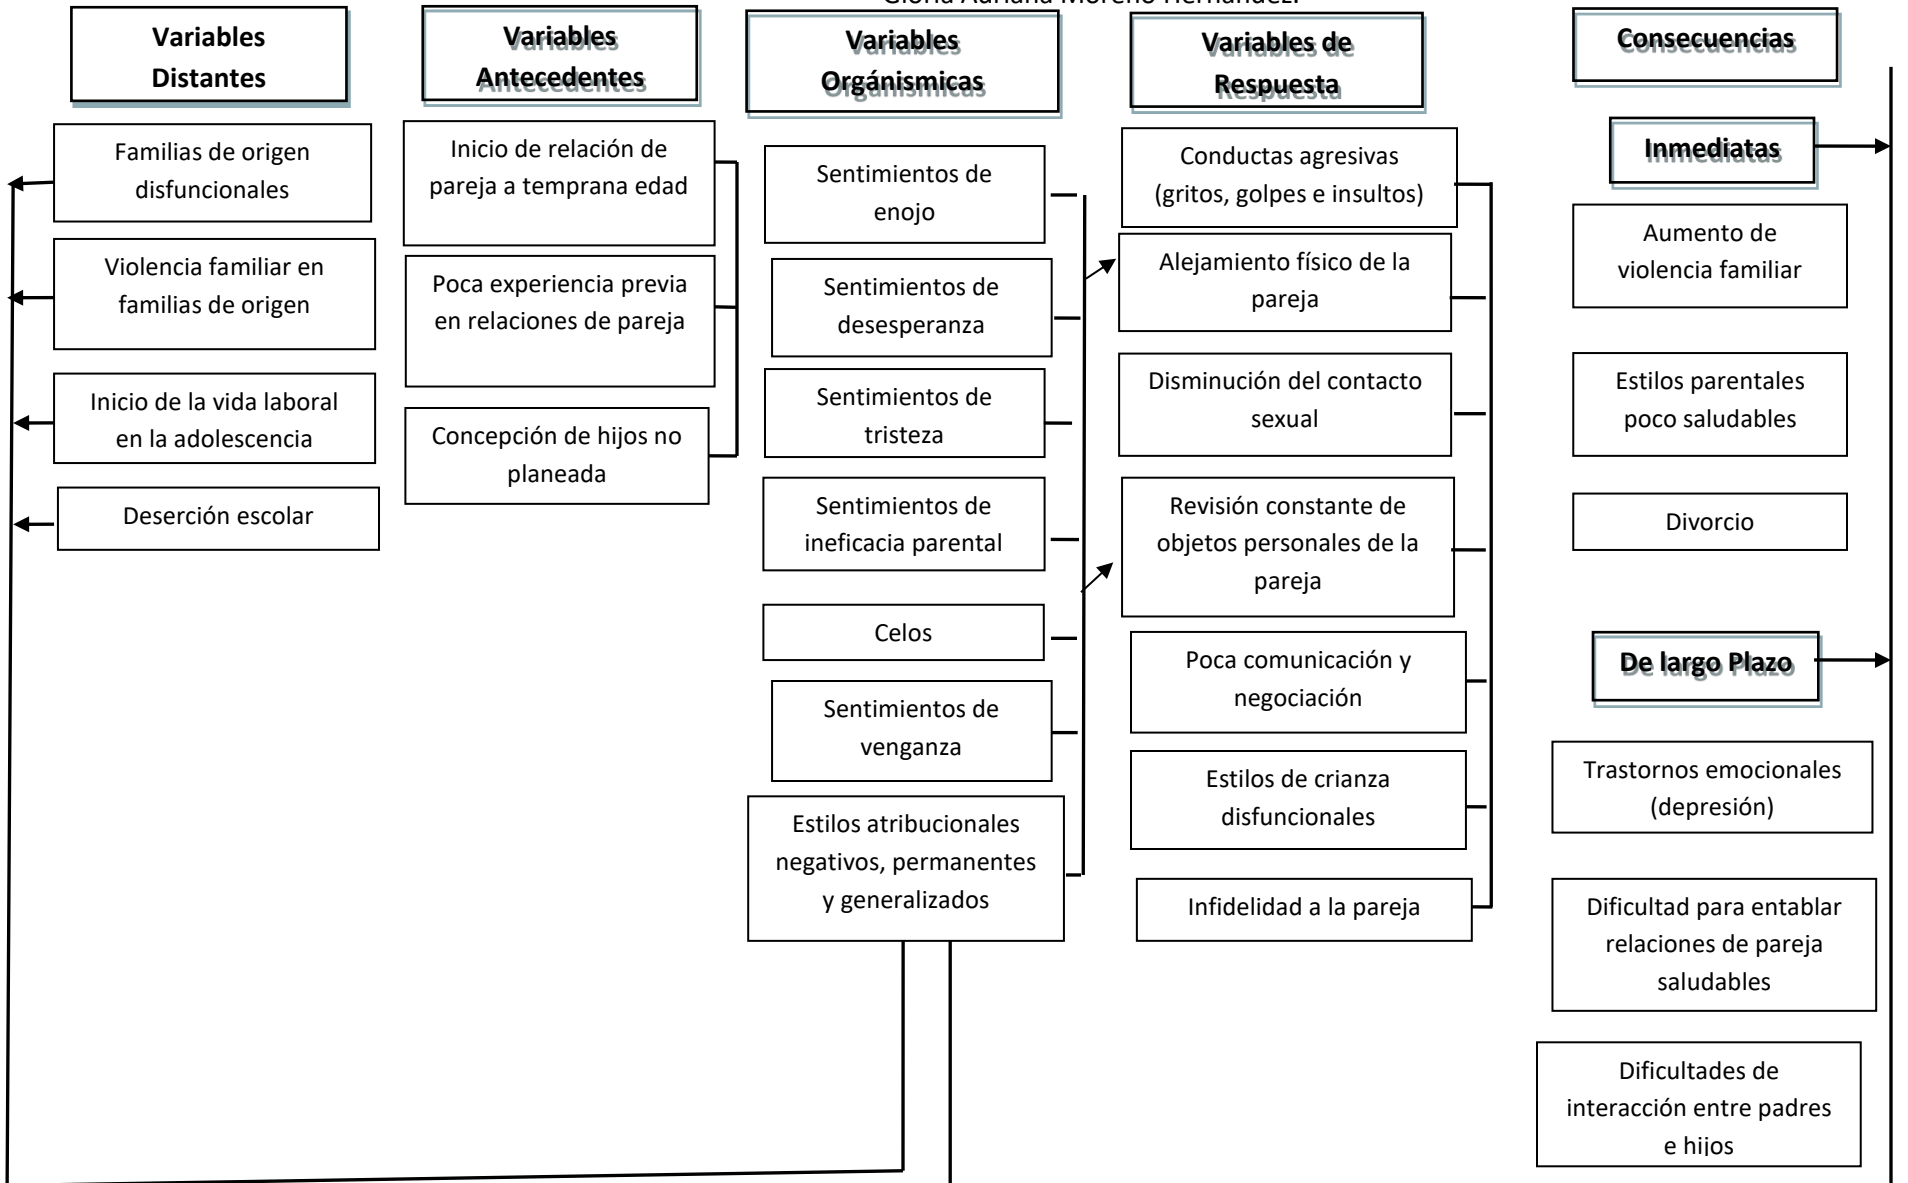 Gloria Adriana Moreno Hernández.
Variables
Distantes
Familias de origen
disfuncionales
Violencia familiar en
familias de origen
Inicio de la vida laboral
en la adolescencia
Deserción escolar
Variables
Antecedentes
Inicio de relación de
pareja a temprana edad
Poca experiencia previa
en relaciones de pareja
Concepción de hijos no
planeada
Variables
Orgánismicas
Sentimientos de
enojo
Sentimientos de
desesperanza
Sentimientos de
tristeza
Sentimientos de
ineficacia parental
Celos
Sentimientos de
venganza
Estilos atribucionales
negativos, permanentes
y generalizados
Variables de
Respuesta
Conductas agresivas
(gritos, golpes e insultos)
Alejamiento físico de la
pareja
Disminución del contacto
sexual
Revisión constante de
objetos personales de la
pareja
Poca comunicación y
negociación
Estilos de crianza
disfuncionales
Infidelidad a la pareja
Consecuencias
Inmediatas
Aumento de
violencia familiar
Estilos parentales
poco saludables
Divorcio
De largo Plazo
Trastornos emocionales
(depresión)
Dificultad para entablar
relaciones de pareja
saludables
Dificultades de
interacción entre padres
e hijos